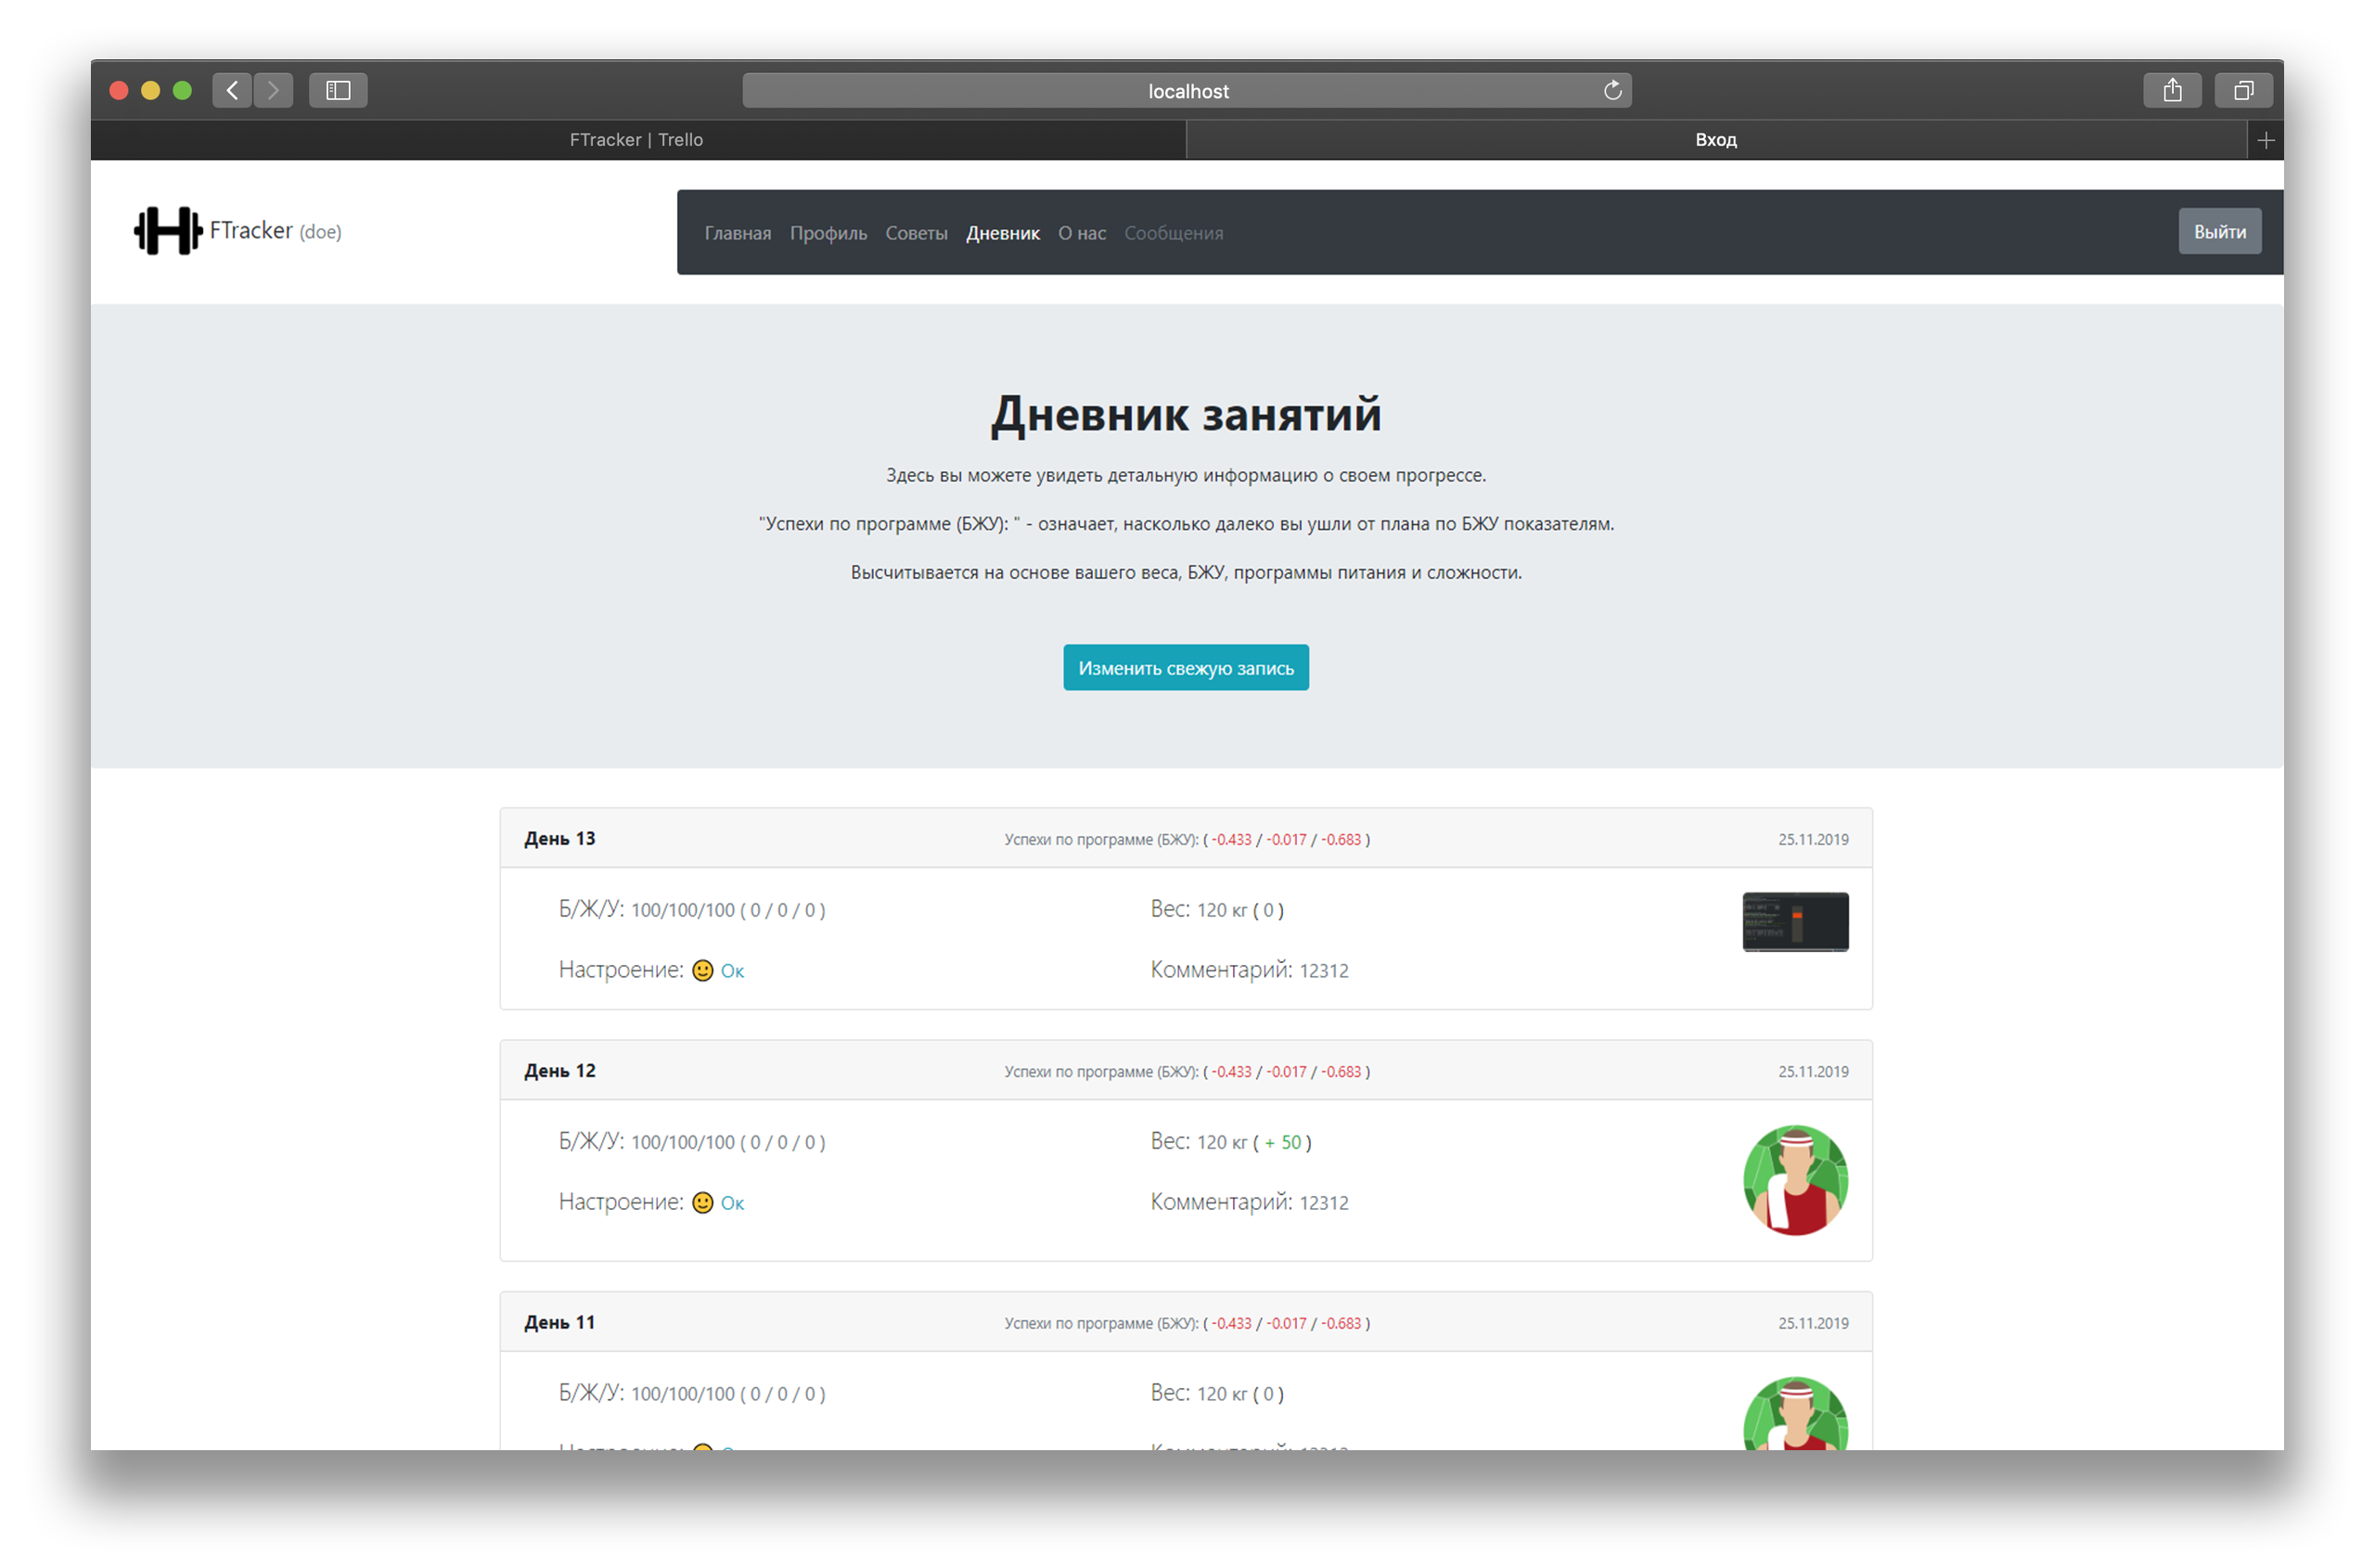 localhost
FTracker | Trello
Вход
FTracker (doe)
Главная Профиль Советы Дневник О нас Сообщения
Выйти
Дневник занятий
Здесь вы можете увидеть детальную информацию о своем прогрессе.
"Успехи по программе (БЖУ): " - означает, насколько далеко вы ушли от плана по БЖУ показателям.
Высчитывается на основе вашего веса, БЖУ, программы питания и сложности.
Изменить свежую запись
День 13 Успехи по программе (БЖУ): ( -0.433 / -0.017 / -0.683 ) 25.11.2019
Б/Ж/У: 100/100/100 ( 0 / 0 / 0 ) Вес: 120 кг ( 0 )
Настроение: Ок Комментарий: 12312
День 12 Успехи по программе (БЖУ): ( -0.433 / -0.017 / -0.683 ) 25.11.2019
Б/Ж/У: 100/100/100 ( 0 / 0 / 0 ) Вес: 120 кг ( + 50 )
Настроение: Ок Комментарий: 12312
День 11 Успехи по программе (БЖУ): ( -0.433 / -0.017 / -0.683 ) 25.11.2019
Б/Ж/У: 100/100/100 ( 0 / 0 / 0 ) Вес: 120 кг ( 0 )